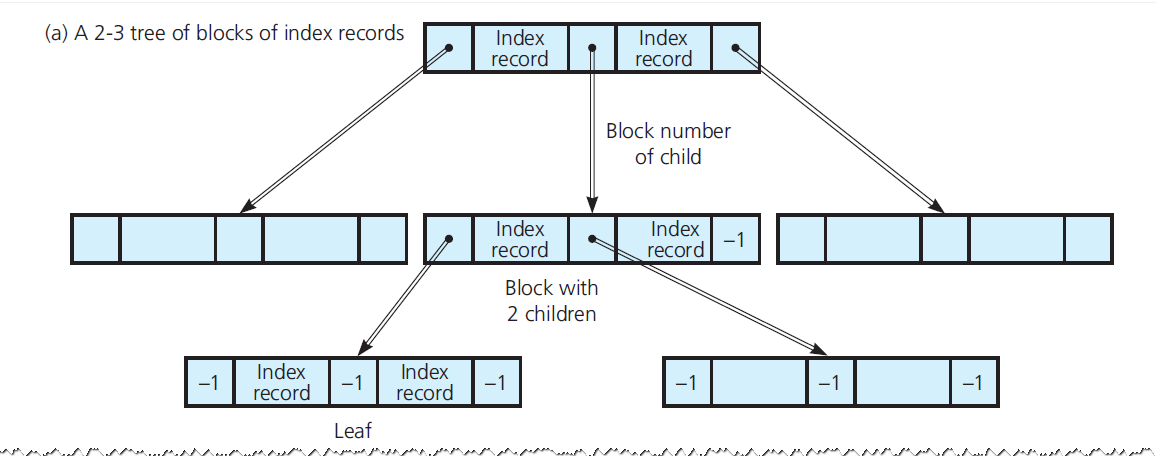 (a) A 2-3 tree of blocks of index records
Index
record
Index
record
Block number
of child
Index
record
Index
record
–1
Block with
2 children
–1
Index
record
–1
Index
record
–1
–1
–1
–1
Leaf